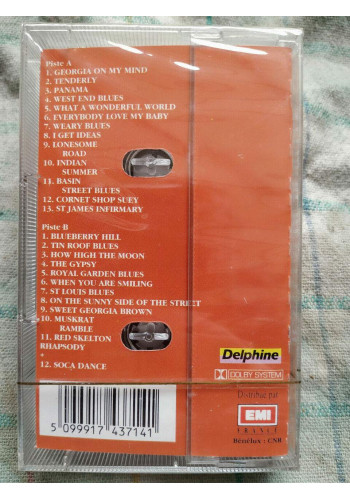 Piste A
1. GEORGIA ON MY MIND
2. TENDERLY
3. PANAMA
4. WEST END BLUES
5. WHAT A WONDERFUL WORLD
6. EVERYBODY LOVE MY BABY
7. WEARY BLUES
8. I GET IDEAS
9. LONESOME
ROAD
10. INDIAN
SUMMER
11. BASIN
STREET BLUES
12. CORNET SHOP SUEY
13. ST JAMES INFIRMARY
Piste B
1. BLUEBERRY HILL
2. TIN ROOF BLUES
3. HOW HIGH THE MOON
4. THE GYPSY
5. ROYAL GARDEN BLUES
6. WHEN YOU ARE SMILING
7. ST LOUIS BLUES
8. ON THE SUNNY SIDE OF THE STREET
9. SWEET GEORGIA BROWN
10. MUSKRAT
RAMBLE
11. RED SKELTON
RHAPSODY
*
12. SOCA DANCE
Delphine
DOLBY SYSTEM
Distribué par
EMI
FRANCE
Bénélux : CNR
5 099917 437141